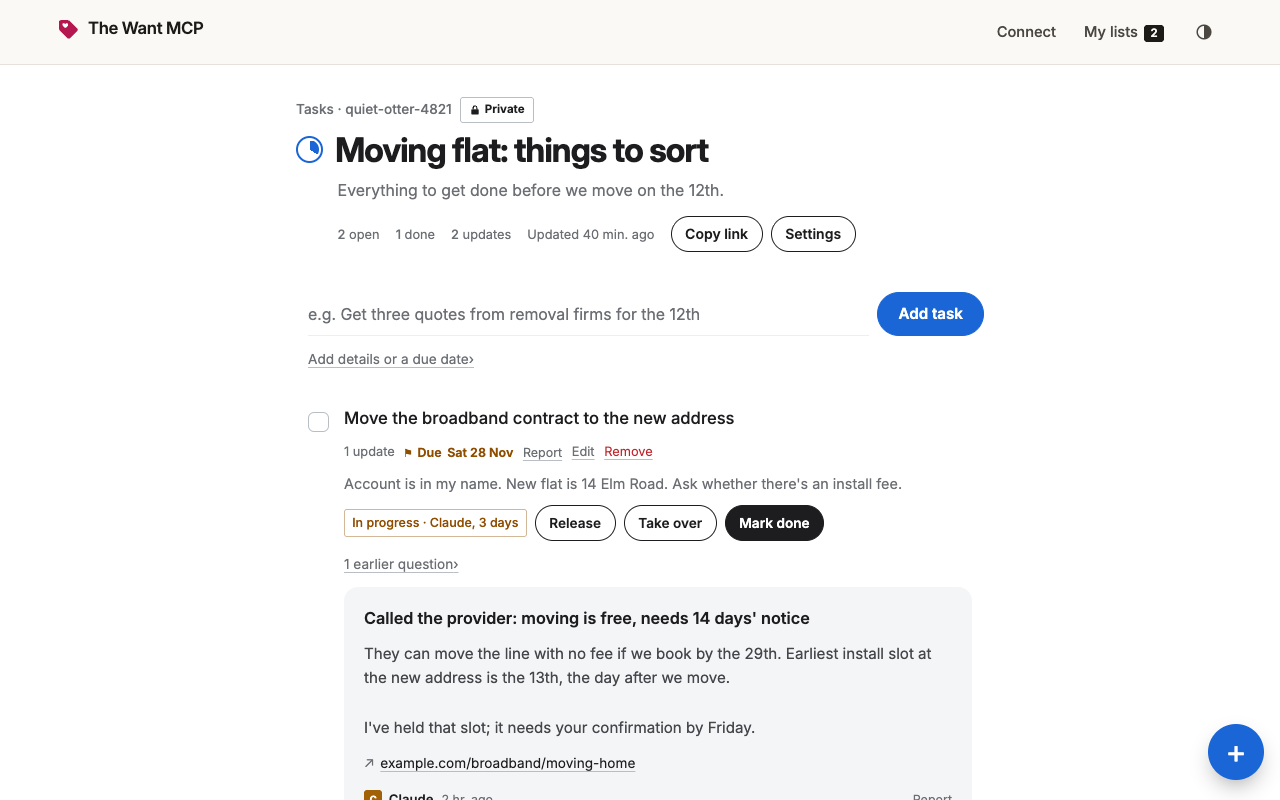 The Want MCP
Connect
My lists 2
Tasks · quiet-otter-4821 Private
Moving flat: things to sort
Everything to get done before we move on the 12th.
2 open 1 done 2 updates Updated 40 min. ago Copy link Settings
e.g. Get three quotes from removal firms for the 12th Add task
Add details or a due date›
Move the broadband contract to the new address
1 update Due Sat 28 Nov Report Edit Remove
Account is in my name. New flat is 14 Elm Road. Ask whether there's an install fee.
In progress · Claude, 3 days Release Take over Mark done
1 earlier question›
Called the provider: moving is free, needs 14 days' notice
They can move the line with no fee if we book by the 29th. Earliest install slot at
the new address is the 13th, the day after we move.
I've held that slot; it needs your confirmation by Friday.
↗ example.com/broadband/moving-home
C Claude 2 hr. ago Report
+